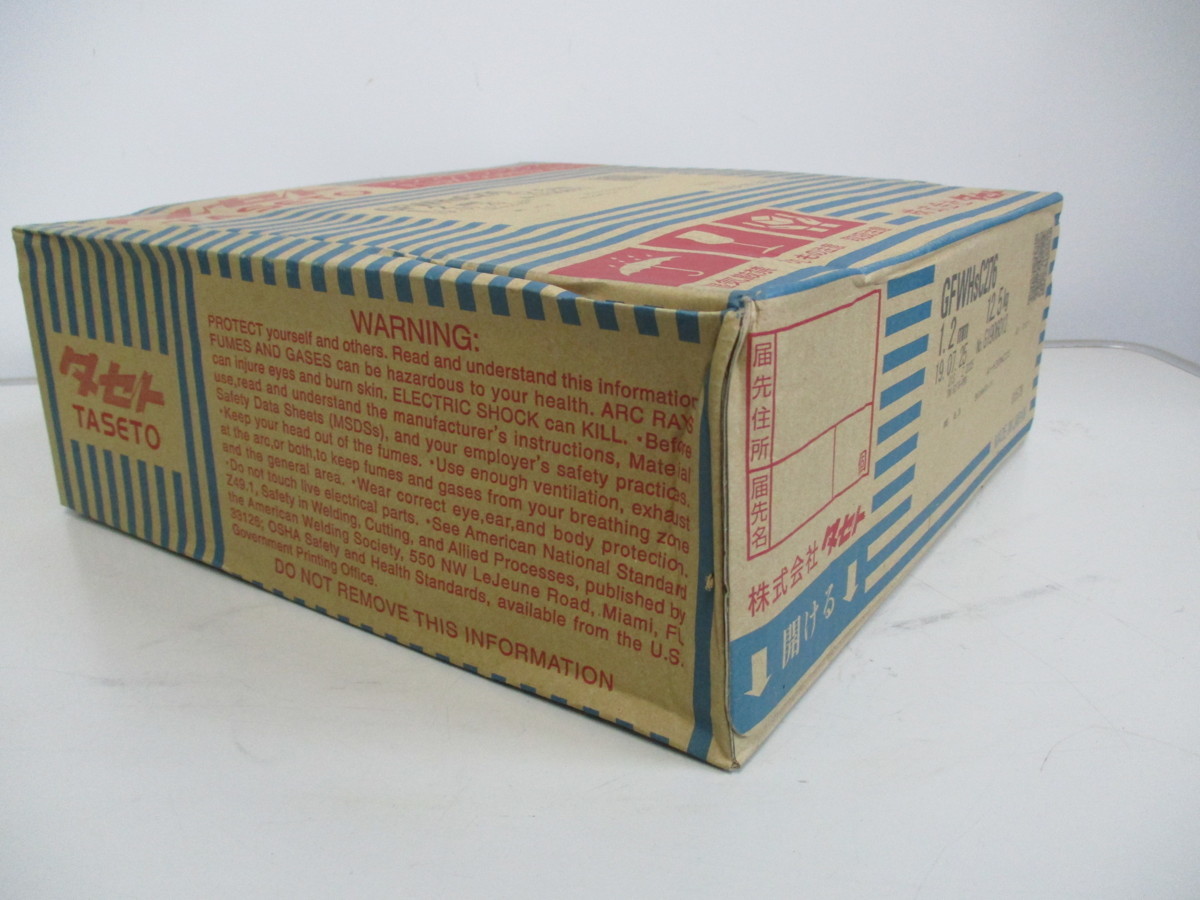 TASETO
タセト
TASETO
WARNING:
PROTECT yourself and others. Read and understand this information
FUMES AND GASES can be hazardous to your health. ARC RAYS
can injure eyes and burn skin. ELECTRIC SHOCK can KILL. •Before
use,read and understand the manufacturer's instructions, Material
Safety Data Sheets (MSDSs), and your employer's safety practices.
•Keep your head out of the fumes. •Use enough ventilation, exhaust
at the arc,or both,to keep fumes and gases from your breathing zone
and the general area. •Wear correct eye,ear,and body protection.
•Do not touch live electrical parts. •See American National Standard
Z49.1, Safety in Welding, Cutting, and Allied Processes, published by
the American Welding Society, 550 NW LeJeune Road, Miami, FL
33126; OSHA Safety and Health Standards, available from the U.S.
Government Printing Office.
DO NOT REMOVE THIS INFORMATION
届先住所
届先名
個
株式会社タセト
開ける
GFWHsC276
1.2 mm 12.5kg
19.07.25